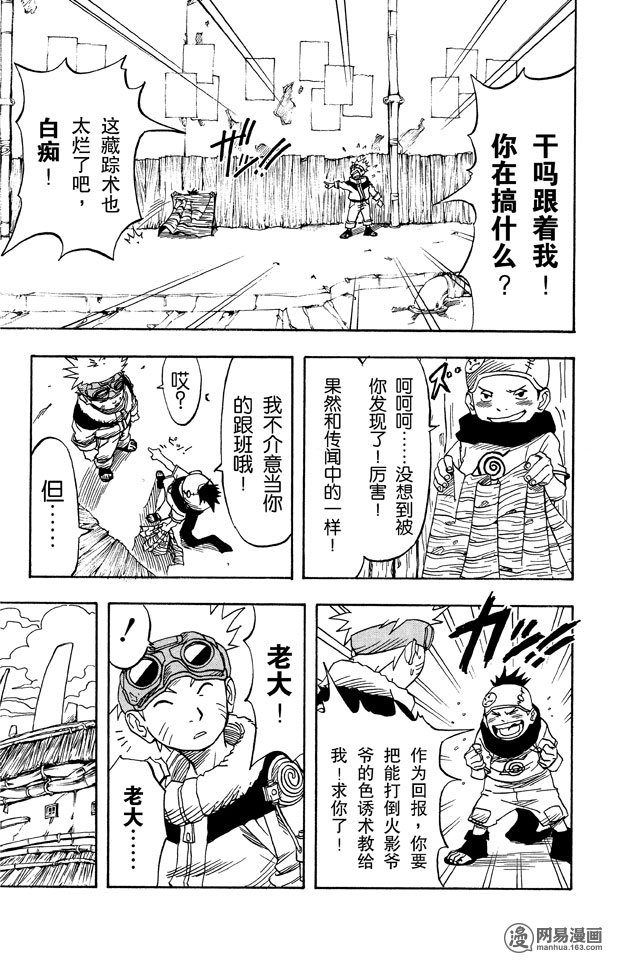 干吗跟着我！
你在搞什么？
这藏踪术也
太烂了吧，
白痴！
呵呵呵……没想到被
你发现了！厉害！
果然和传闻中的一样！
我不介意当你
的跟班哦！
哎？
但……
作为回报，你要
把能打倒火影爷
爷的色诱术教给
我！求你了！
老大！
！
老大……
漫 网易漫画
manhua.163.com